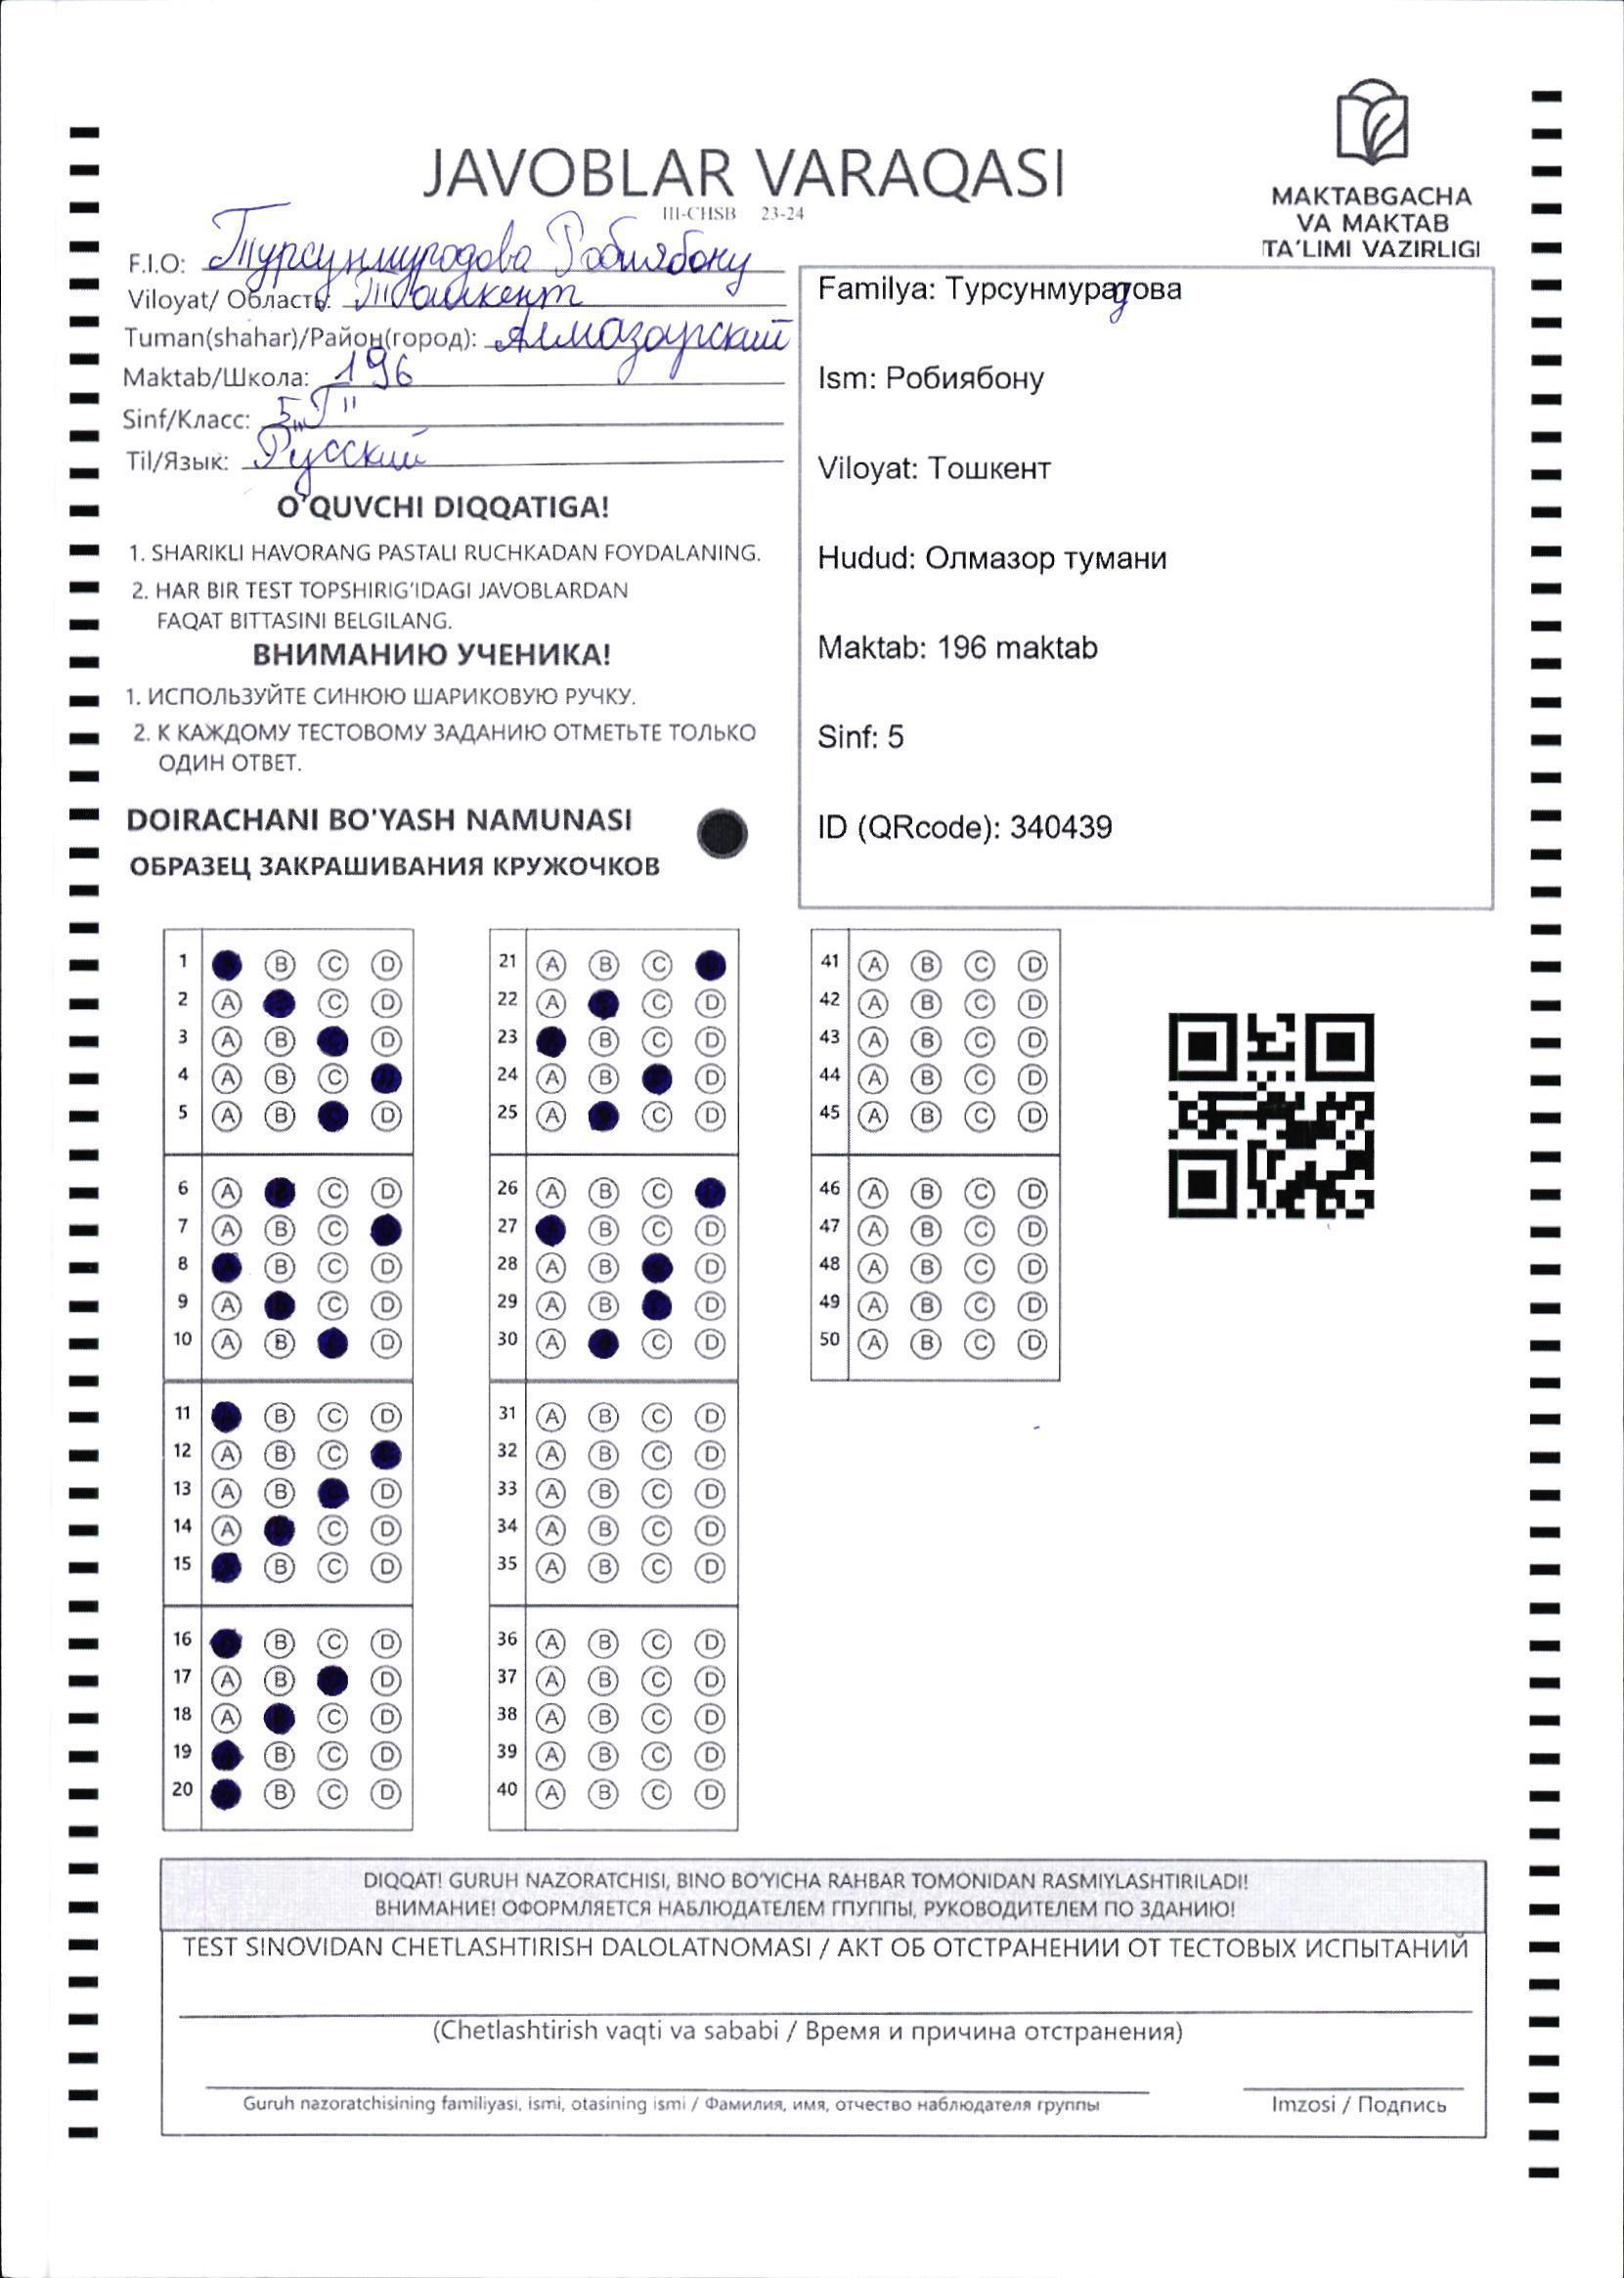 JAVOBLAR VARAQASI
III-CHSB 23-24
MAKTABGACHA
VA MAKTAB
TA'LIMI VAZIRLIGI
F.I.O: Турсунмуродова Робиябону
Viloyat/ Область: Ташкент
Tuman(shahar)/Район(город): Алмазарский
Maktab/Школа: 196
Sinf/Класс: 5 „Г"
Til/Язык: Русский
Familya: Турсунмурадова
Ism: Робиябону
Viloyat: Тошкент
Hudud: Олмазор тумани
Maktab: 196 maktab
Sinf: 5
ID (QRcode): 340439
O'QUVCHI DIQQATIGA!
1. SHARIKLI HAVORANG PASTALI RUCHKADAN FOYDALANING.
2. HAR BIR TEST TOPSHIRIG'IDAGI JAVOBLARDAN
FAQAT BITTASINI BELGILANG.
ВНИМАНИЮ УЧЕНИКА!
1. ИСПОЛЬЗУЙТЕ СИНЮЮ ШАРИКОВУЮ РУЧКУ.
2. К КАЖДОМУ ТЕСТОВОМУ ЗАДАНИЮ ОТМЕТЬТЕ ТОЛЬКО
ОДИН ОТВЕТ.
DOIRACHANI BO'YASH NAMUNASI
ОБРАЗЕЦ ЗАКРАШИВАНИЯ КРУЖОЧКОВ
1 B C D
2 A C D
3 A B D
4 A B C
5 A B D
6 A C D
7 A B C
8 B C D
9 A C D
10 A B D
11 B C D
12 A B C
13 A B D
14 A C D
15 B C D
16 B C D
17 A B D
18 A C D
19 B C D
20 B C D
21 A B C
22 A C D
23 B C D
24 A B D
25 A C D
26 A B C
27 B C D
28 A B D
29 A B D
30 A C D
31 A B C D
32 A B C D
33 A B C D
34 A B C D
35 A B C D
36 A B C D
37 A B C D
38 A B C D
39 A B C D
40 A B C D
41 A B C D
42 A B C D
43 A B C D
44 A B C D
45 A B C D
46 A B C D
47 A B C D
48 A B C D
49 A B C D
50 A B C D
DIQQAT! GURUH NAZORATCHISI, BINO BO'YICHA RAHBAR TOMONIDAN RASMIYLASHTIRILADI!
ВНИМАНИЕ! ОФОРМЛЯЕТСЯ НАБЛЮДАТЕЛЕМ ГПУППЫ, РУКОВОДИТЕЛЕМ ПО ЗДАНИЮ!
TEST SINOVIDAN CHETLASHTIRISH DALOLATNOMASI / АКТ ОБ ОТСТРАНЕНИИ ОТ ТЕСТОВЫХ ИСПЫТАНИЙ
(Chetlashtirish vaqti va sababi / Время и причина отстранения)
Guruh nazoratchisining familiyasi, ismi, otasining ismi / Фамилия, имя, отчество наблюдателя группы
Imzosi / Подпись